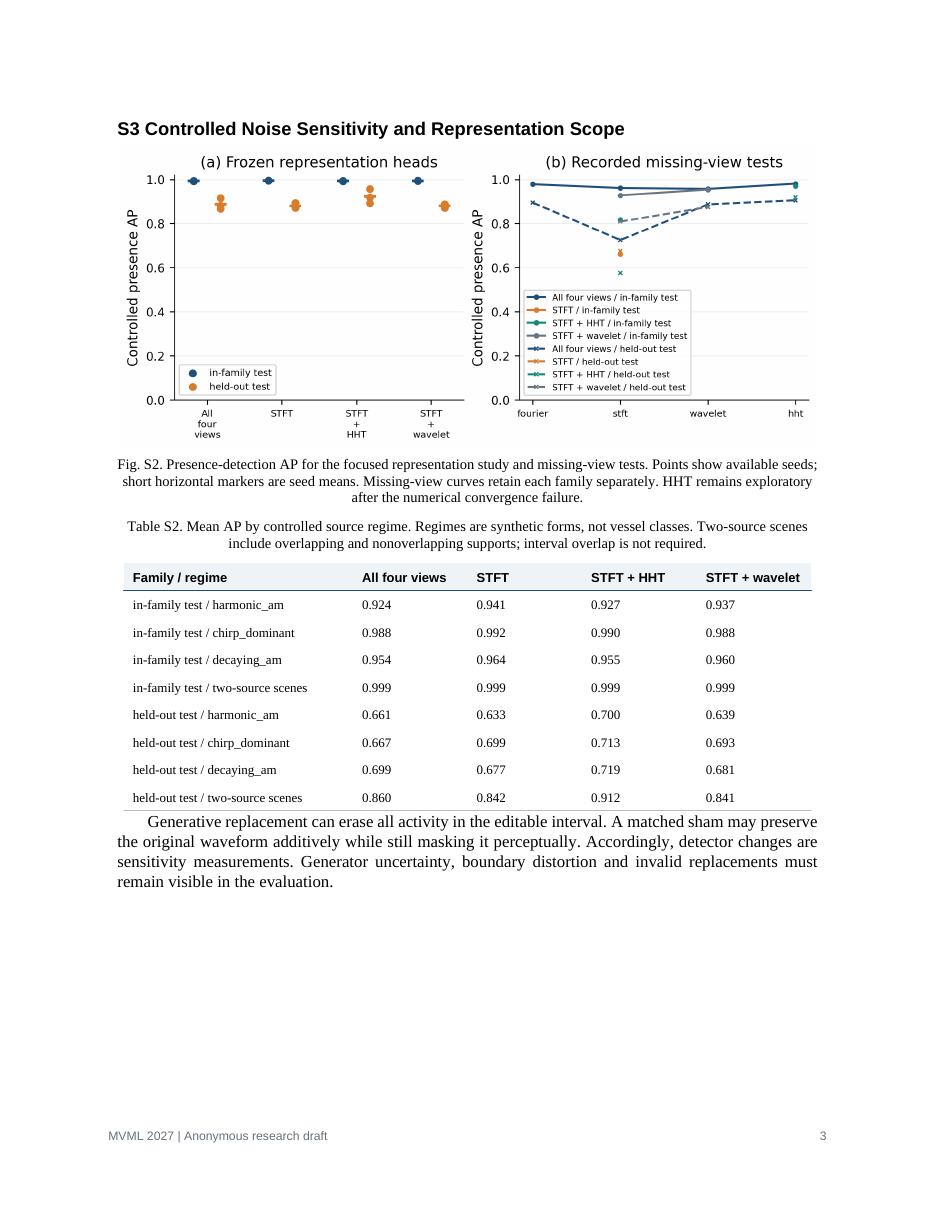 S3 Controlled Noise Sensitivity and Representation Scope
(a) Frozen representation heads
Controlled presence AP
1.0
0.8
0.6
0.4
0.2
0.0
in-family test
held-out test
All
four
views
STFT
STFT
+
HHT
STFT
+
wavelet
(b) Recorded missing-view tests
Controlled presence AP
1.0
0.8
0.6
0.4
0.2
0.0
All four views / in-family test
STFT / in-family test
STFT + HHT / in-family test
STFT + wavelet / in-family test
All four views / held-out test
STFT / held-out test
STFT + HHT / held-out test
STFT + wavelet / held-out test
fourier
stft
wavelet
hht
Fig. S2. Presence-detection AP for the focused representation study and missing-view tests. Points show available seeds;
short horizontal markers are seed means. Missing-view curves retain each family separately. HHT remains exploratory
after the numerical convergence failure.
Table S2. Mean AP by controlled source regime. Regimes are synthetic forms, not vessel classes. Two-source scenes
include overlapping and nonoverlapping supports; interval overlap is not required.
Family / regime All four views STFT STFT + HHT STFT + wavelet
in-family test / harmonic_am 0.924 0.941 0.927 0.937
in-family test / chirp_dominant 0.988 0.992 0.990 0.988
in-family test / decaying_am 0.954 0.964 0.955 0.960
in-family test / two-source scenes 0.999 0.999 0.999 0.999
held-out test / harmonic_am 0.661 0.633 0.700 0.639
held-out test / chirp_dominant 0.667 0.699 0.713 0.693
held-out test / decaying_am 0.699 0.677 0.719 0.681
held-out test / two-source scenes 0.860 0.842 0.912 0.841
Generative replacement can erase all activity in the editable interval. A matched sham may preserve
the original waveform additively while still masking it perceptually. Accordingly, detector changes are
sensitivity measurements. Generator uncertainty, boundary distortion and invalid replacements must
remain visible in the evaluation.
MVML 2027 | Anonymous research draft
3